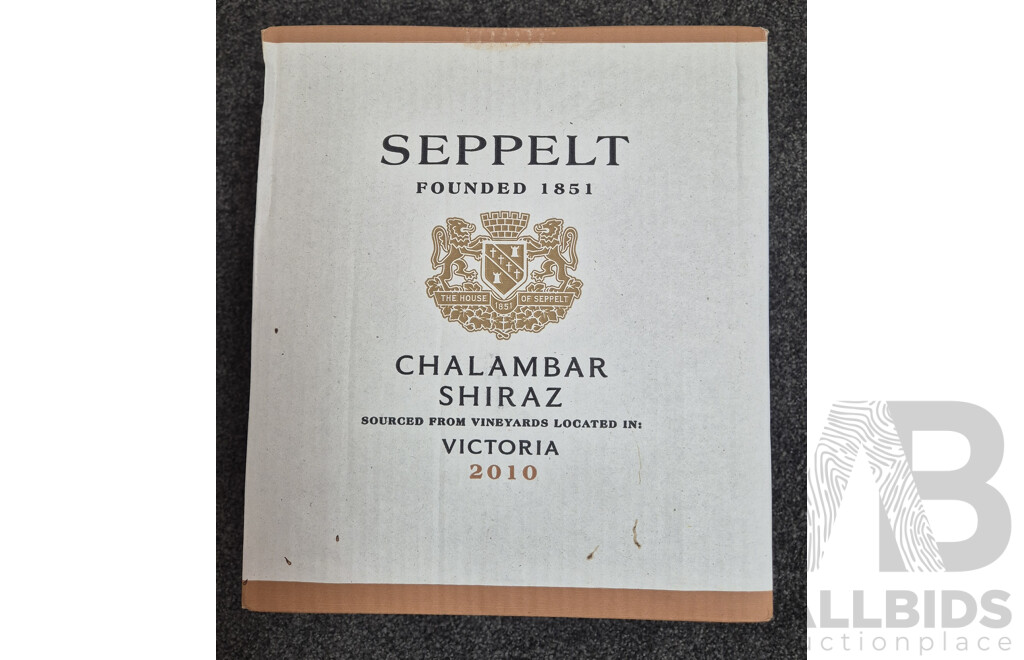 SEPPELT
FOUNDED 1851
THE HOUSE 1851 OF SEPPELT
CHALAMBAR
SHIRAZ
SOURCED FROM VINEYARDS LOCATED IN:
VICTORIA
2010
AB
ALLBIDS
auctionplace